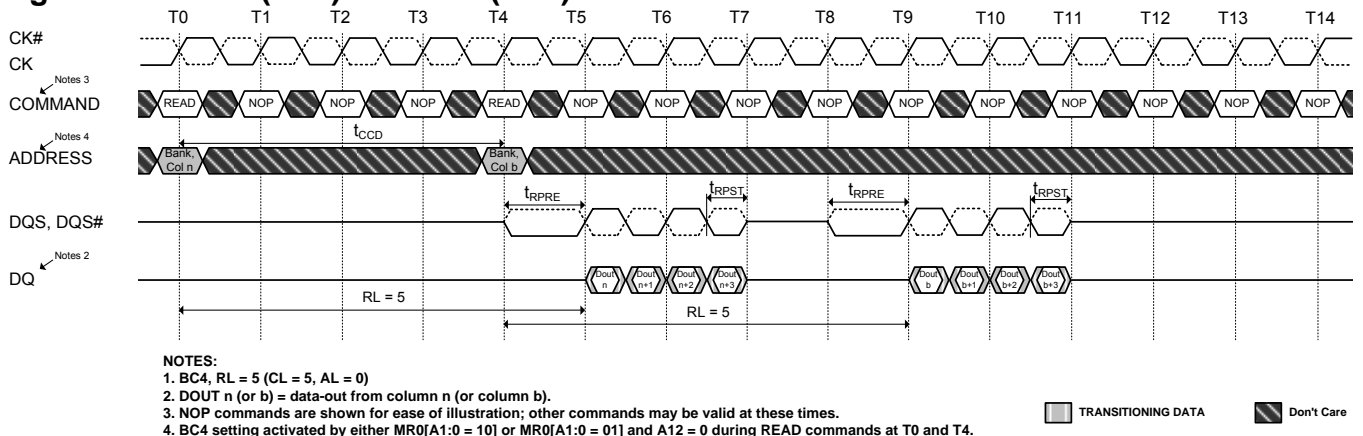 T0 T1 T2 T3 T4 T5 T6 T7 T8 T9 T10 T11 T12 T13 T14
CK#
CK
Notes 3
COMMAND READ NOP NOP NOP READ NOP NOP NOP NOP NOP NOP NOP NOP NOP NOP
tCCD
Notes 4
ADDRESS Bank, Col n Bank, Col b
tRPRE tRPST tRPRE tRPST
DQS, DQS#
Notes 2
DQ Dout n Dout n+1 Dout n+2 Dout n+3 Dout b Dout b+1 Dout b+2 Dout b+3
RL = 5
RL = 5
NOTES:
1. BC4, RL = 5 (CL = 5, AL = 0)
2. DOUT n (or b) = data-out from column n (or column b).
3. NOP commands are shown for ease of illustration; other commands may be valid at these times.
4. BC4 setting activated by either MR0[A1:0 = 10] or MR0[A1:0 = 01] and A12 = 0 during READ commands at T0 and T4.
TRANSITIONING DATA Don't Care